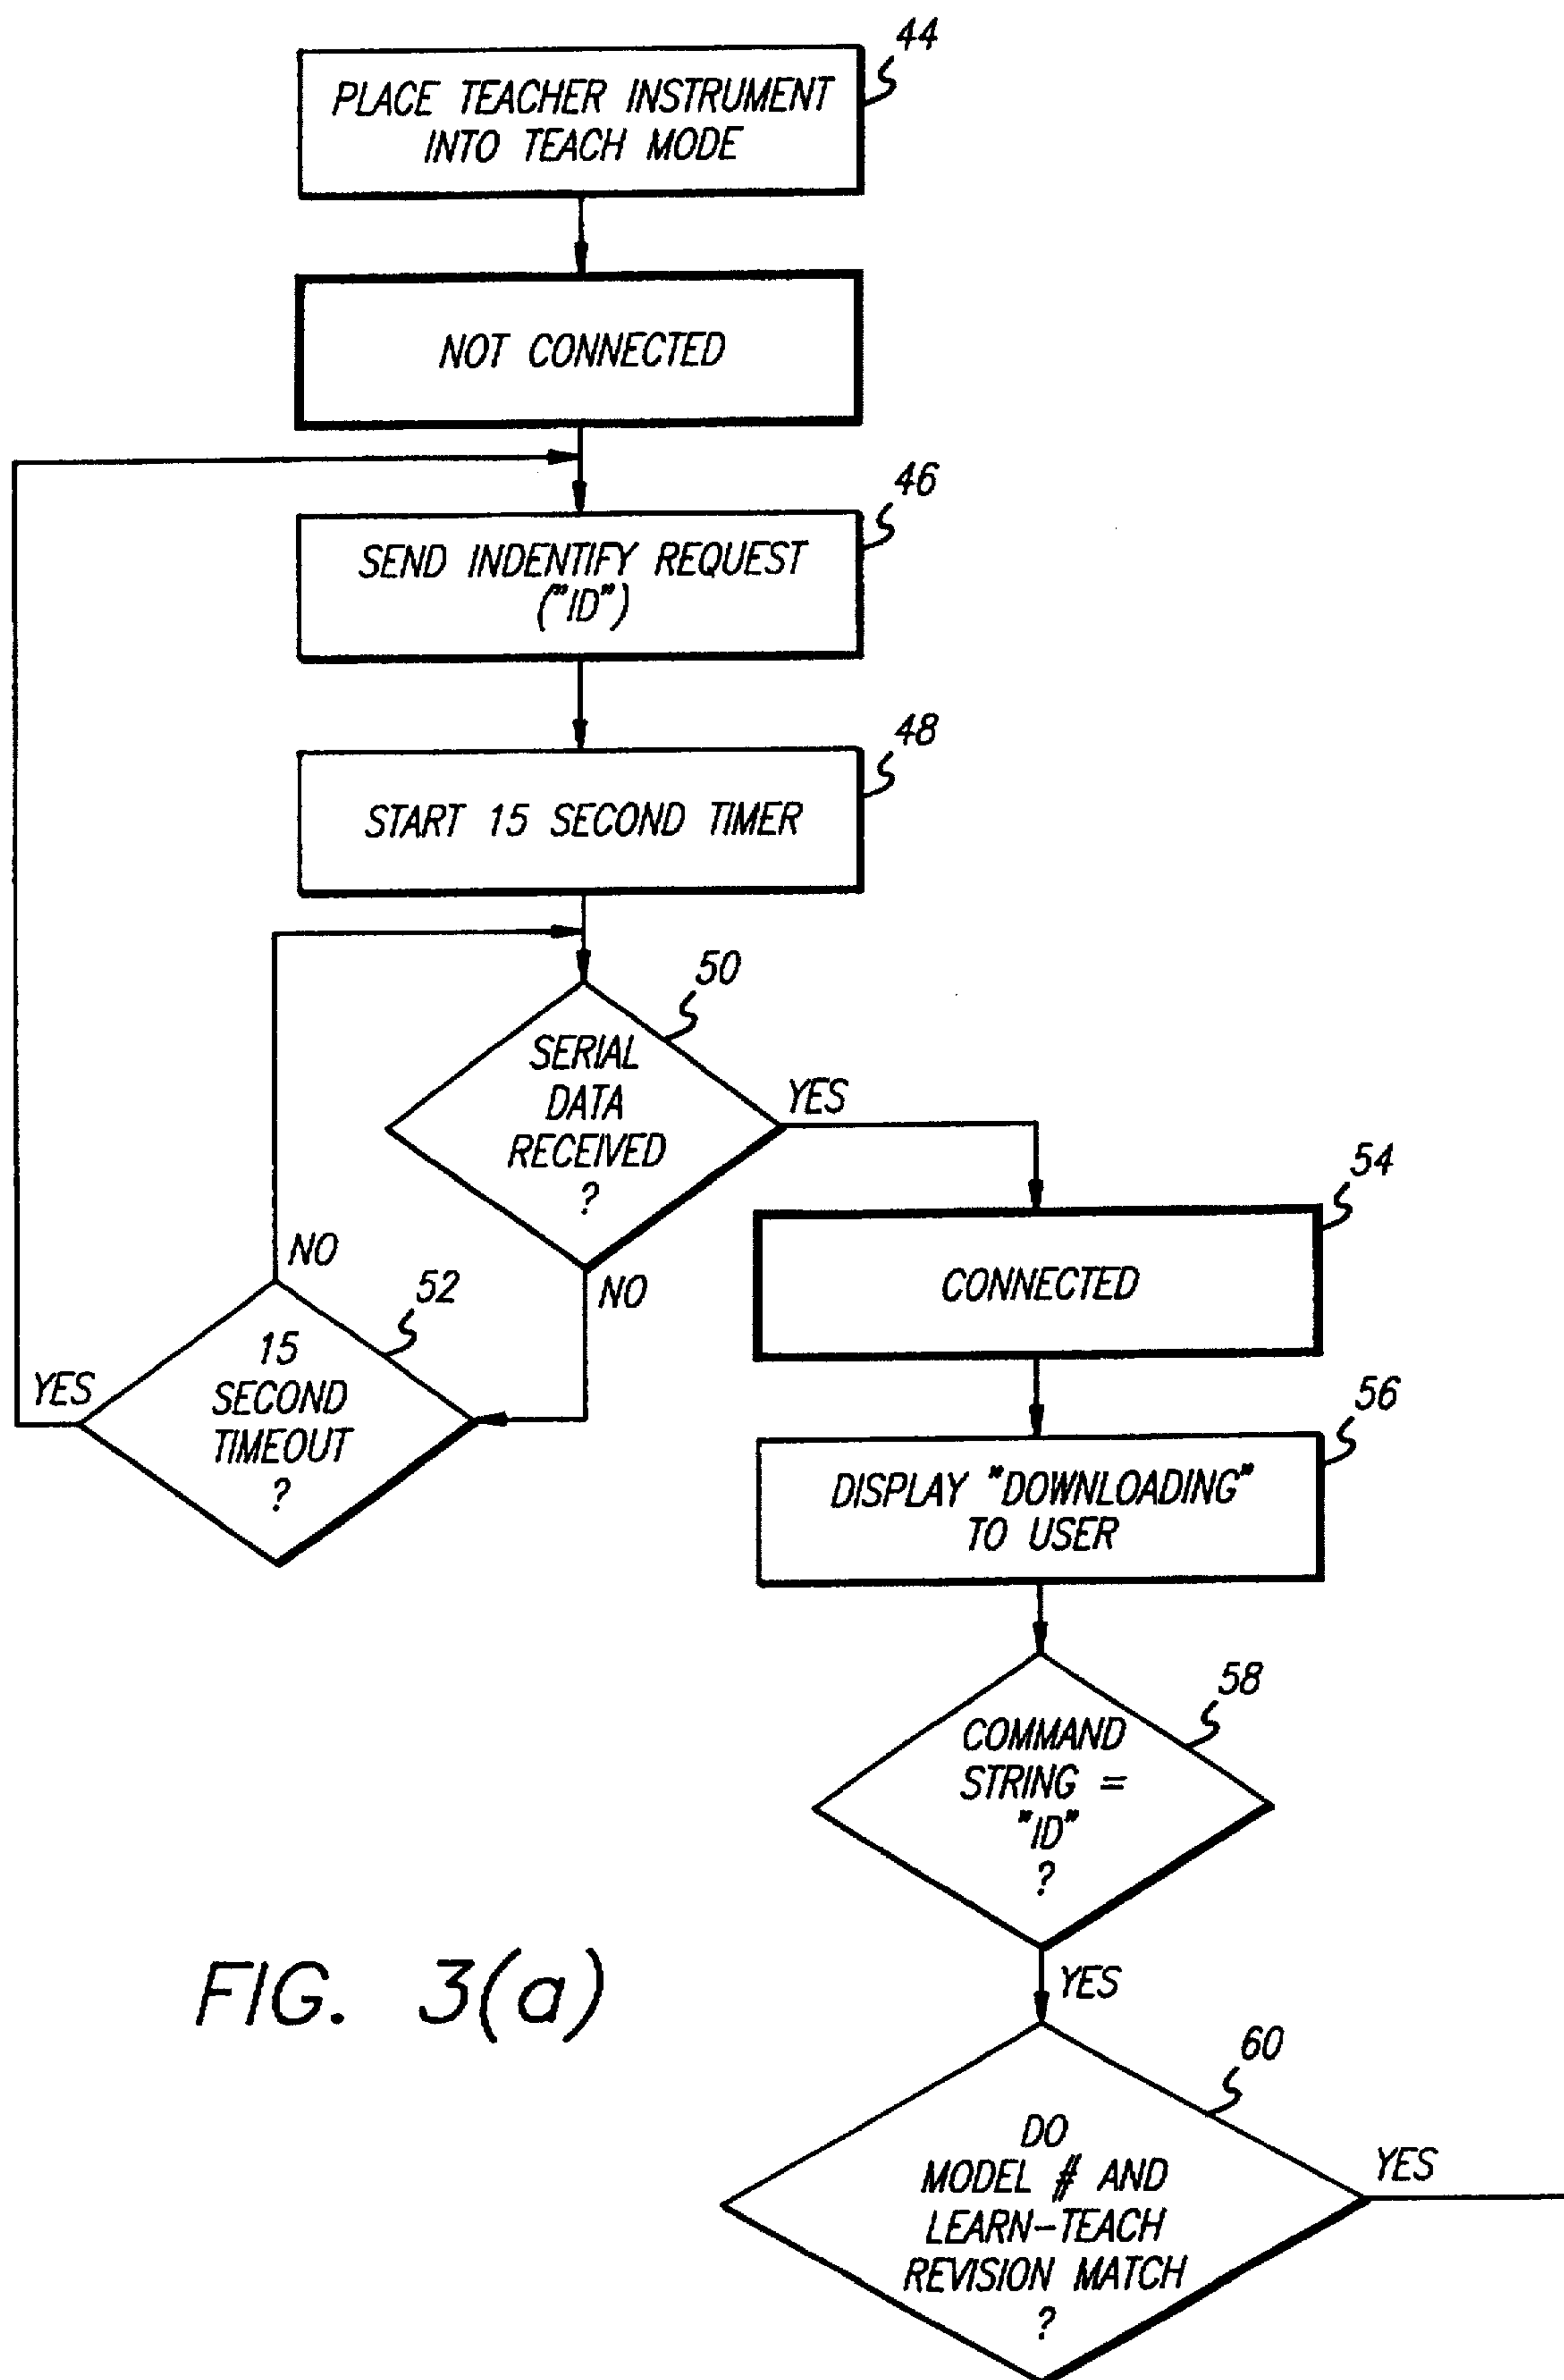 44
PLACE TEACHER INSTRUMENT
INTO TEACH MODE
NOT CONNECTED
46
SEND INDENTIFY REQUEST
("ID")
48
START 15 SECOND TIMER
50
SERIAL
DATA
RECEIVED
?
YES
NO
52
15
SECOND
TIMEOUT
?
NO
YES
54
CONNECTED
56
DISPLAY "DOWNLOADING"
TO USER
58
COMMAND
STRING =
"ID"
?
YES
60
DO
MODEL # AND
LEARN-TEACH
REVISION MATCH
?
YES
FIG. 3(a)